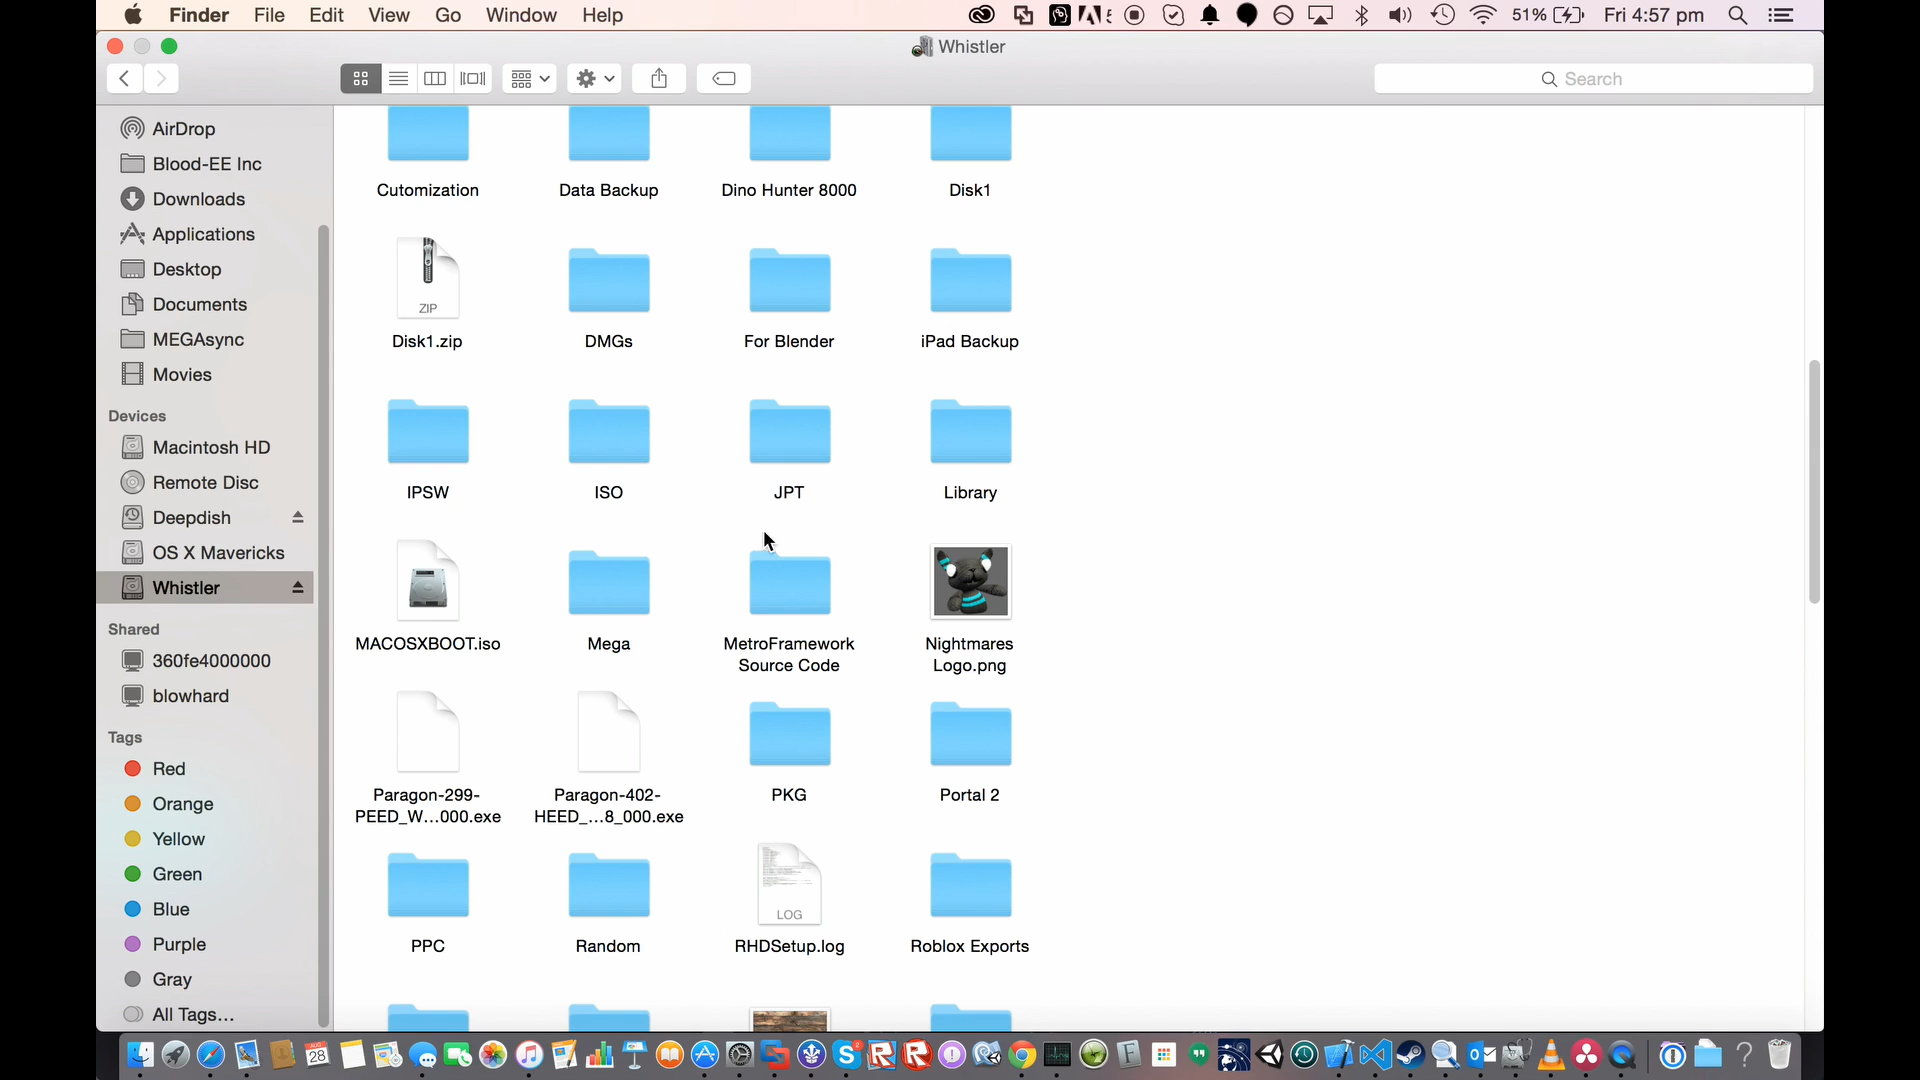 Finder File Edit View Go Window Help
51% Fri 4:57 pm
Whistler
Search
AirDrop
Blood-EE Inc
Downloads
Applications
Desktop
Documents
MEGAsync
Movies
Devices
Macintosh HD
Remote Disc
Deepdish
OS X Mavericks
Whistler
Shared
360fe4000000
blowhard
Tags
Red
Orange
Yellow
Green
Blue
Purple
Gray
All Tags...
Cutomization Data Backup Dino Hunter 8000 Disk1
ZIP
Disk1.zip DMGs For Blender iPad Backup
IPSW ISO JPT Library
MACOSXBOOT.iso Mega MetroFramework Nightmares
Source Code Logo.png
Paragon-299- Paragon-402- PKG Portal 2
PEED_W...000.exe HEED_...8_000.exe
LOG
PPC Random RHDSetup.log Roblox Exports
AUG
28
2